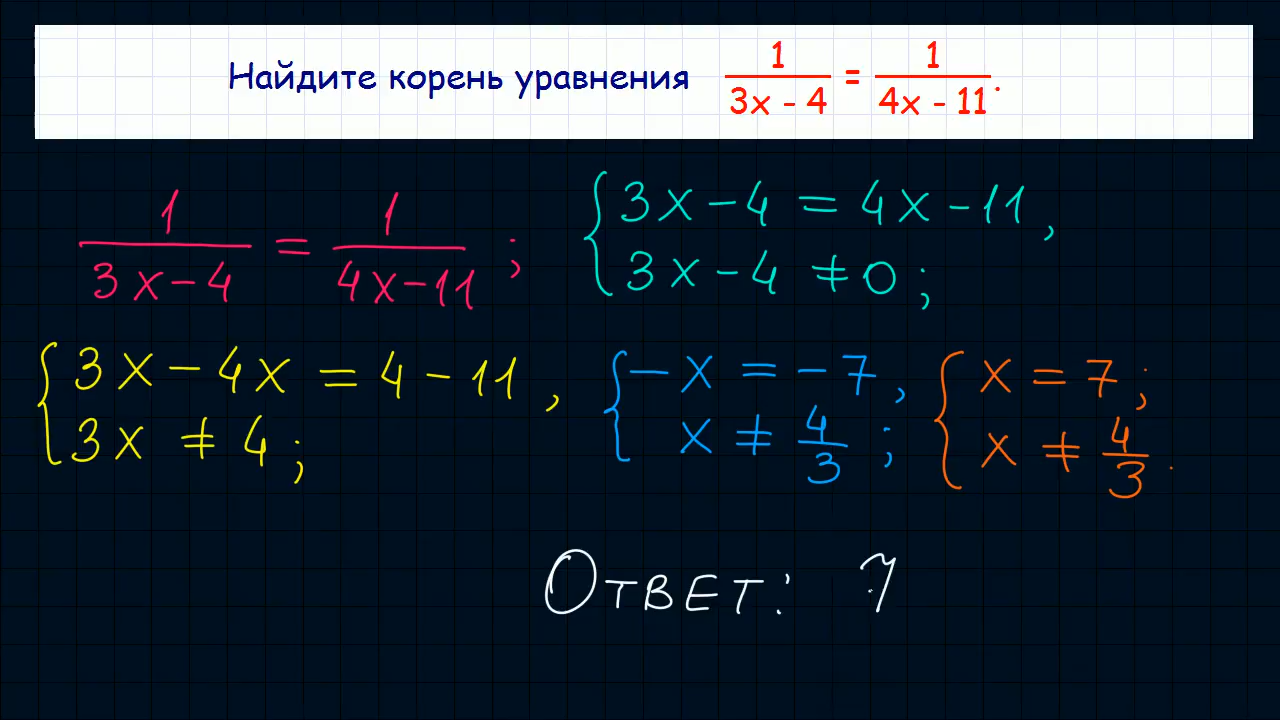 Найдите корень уравнения 1/(3x - 4) = 1/(4x - 11).
1/(3x-4) = 1/(4x-11) ;
{ 3x-4 = 4x-11,
3x-4 ≠ 0;
{ 3x-4x = 4-11,
3x ≠ 4;
{ -x = -7,
x ≠ 4/3;
{ x = 7;
x ≠ 4/3.
Ответ: 7